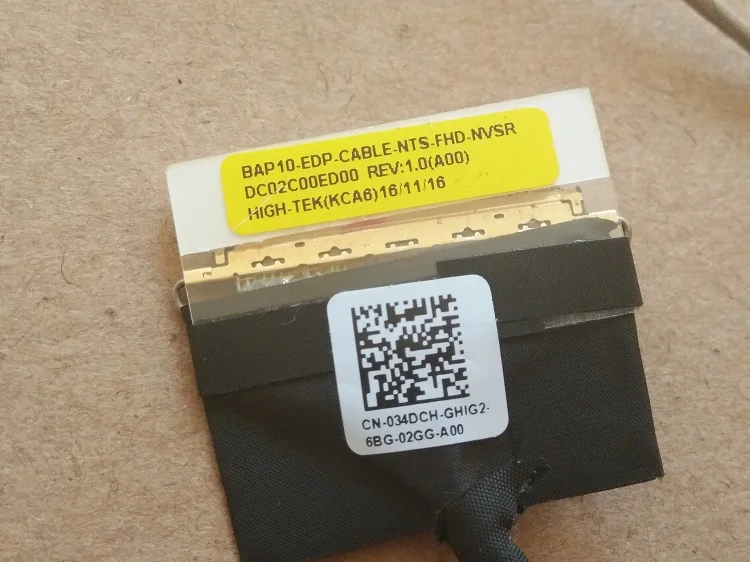 BAP10-EDP-CABLE-NTS-FHD-NVSR
DC02C00ED00 REV:1.0(A00)
HIGH-TEK(KCA6)16/11/16
CN-034DCH-GHIG2-
6BG-02GG-A00